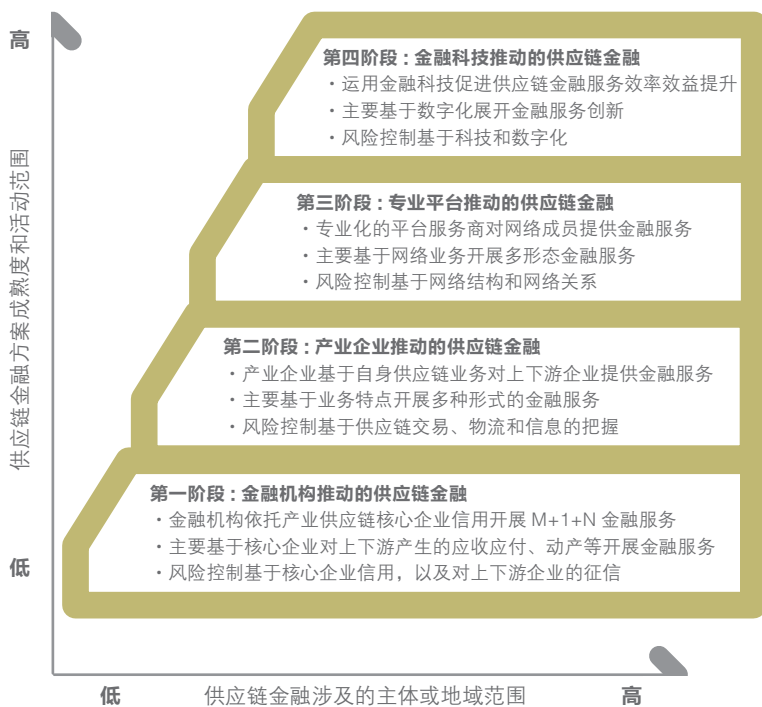 高
第四阶段：金融科技推动的供应链金融
・运用金融科技促进供应链金融服务效率效益提升
・主要基于数字化展开金融服务创新
・风险控制基于科技和数字化
第三阶段：专业平台推动的供应链金融
・专业化的平台服务商对网络成员提供金融服务
・主要基于网络业务开展多形态金融服务
・风险控制基于网络结构和网络关系
第二阶段：产业企业推动的供应链金融
・产业企业基于自身供应链业务对上下游企业提供金融服务
・主要基于业务特点开展多种形式的金融服务
・风险控制基于供应链交易、物流和信息的把握
第一阶段：金融机构推动的供应链金融
・金融机构依托产业供应链核心企业信用开展 M+1+N 金融服务
・主要基于核心企业对上下游产生的应收应付、动产等开展金融服务
・风险控制基于核心企业信用，以及对上下游企业的征信
供应链金融方案成熟度和活动范围
低
低 供应链金融涉及的主体或地域范围 高